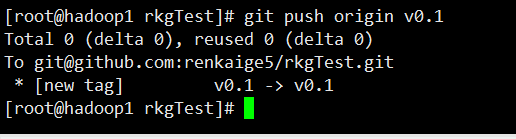 [root@hadoop1 rkgTest]# git push origin v0.1
Total 0 (delta 0), reused 0 (delta 0)
To git@github.com:renkaige5/rkgTest.git
 * [new tag]         v0.1 -> v0.1
[root@hadoop1 rkgTest]#